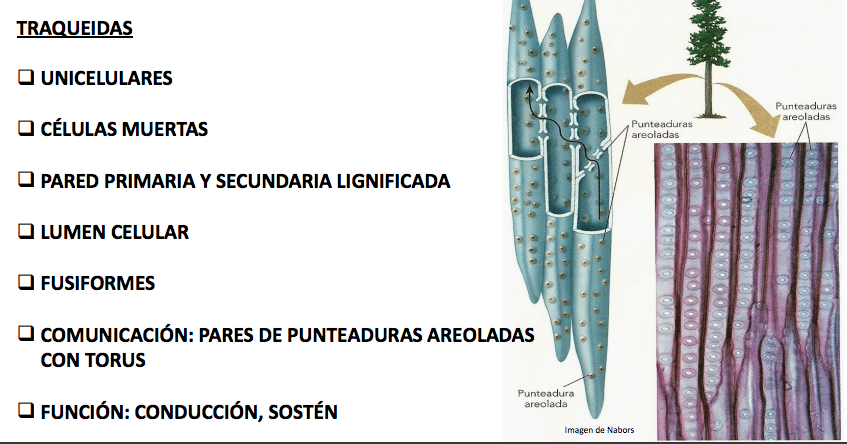 TRAQUEIDAS
❑ UNICELULARES
❑ CÉLULAS MUERTAS
❑ PARED PRIMARIA Y SECUNDARIA LIGNIFICADA
❑ LUMEN CELULAR
❑ FUSIFORMES
❑ COMUNICACIÓN: PARES DE PUNTEADURAS AREOLADAS
CON TORUS
❑ FUNCIÓN: CONDUCCIÓN, SOSTÉN
Punteaduras
areoladas
Punteaduras
areoladas
Punteadura
areolada
Imagen de Nabors